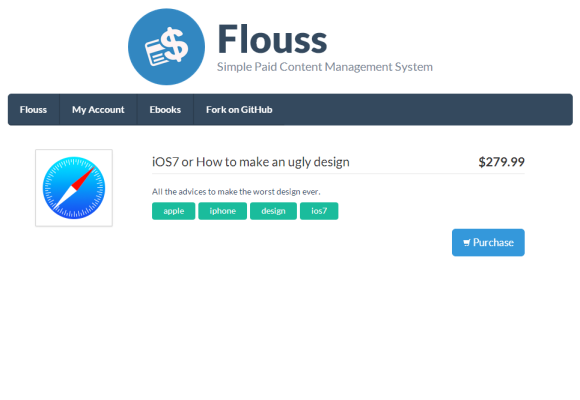 Flouss
Simple Paid Content Management System
Flouss My Account Ebooks Fork on GitHub
iOS7 or How to make an ugly design $279.99
All the advices to make the worst design ever.
apple iphone design ios7
Purchase